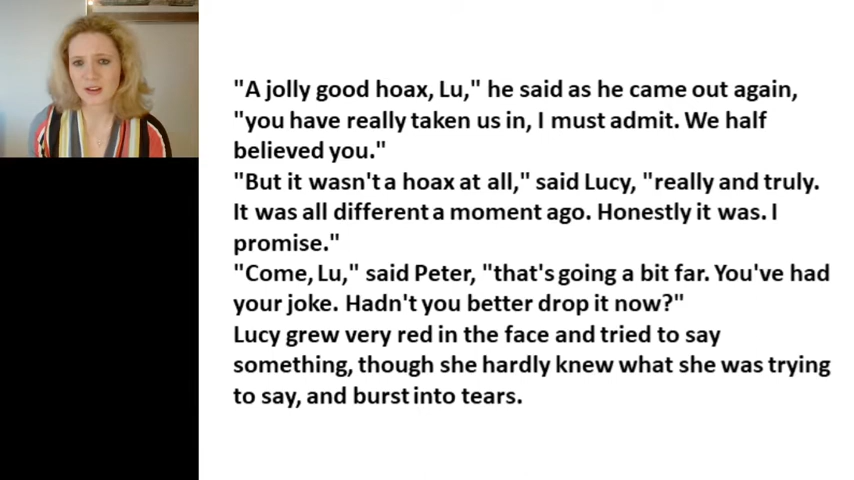 "A jolly good hoax, Lu," he said as he came out again,
"you have really taken us in, I must admit. We half
believed you."
"But it wasn't a hoax at all," said Lucy, "really and truly.
It was all different a moment ago. Honestly it was. I
promise."
"Come, Lu," said Peter, "that's going a bit far. You've had
your joke. Hadn't you better drop it now?"
Lucy grew very red in the face and tried to say
something, though she hardly knew what she was trying
to say, and burst into tears.